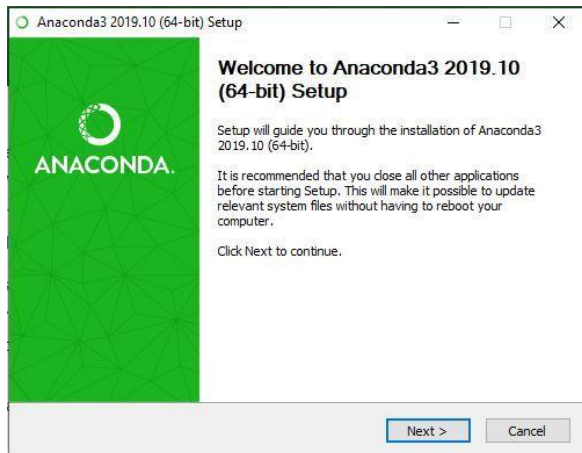 Anaconda3 2019.10 (64-bit) Setup
Welcome to Anaconda3 2019.10
(64-bit) Setup
ANACONDA.
Setup will guide you through the installation of Anaconda3
2019.10 (64-bit).
It is recommended that you close all other applications
before starting Setup. This will make it possible to update
relevant system files without having to reboot your
computer.
Click Next to continue.
Next >
Cancel